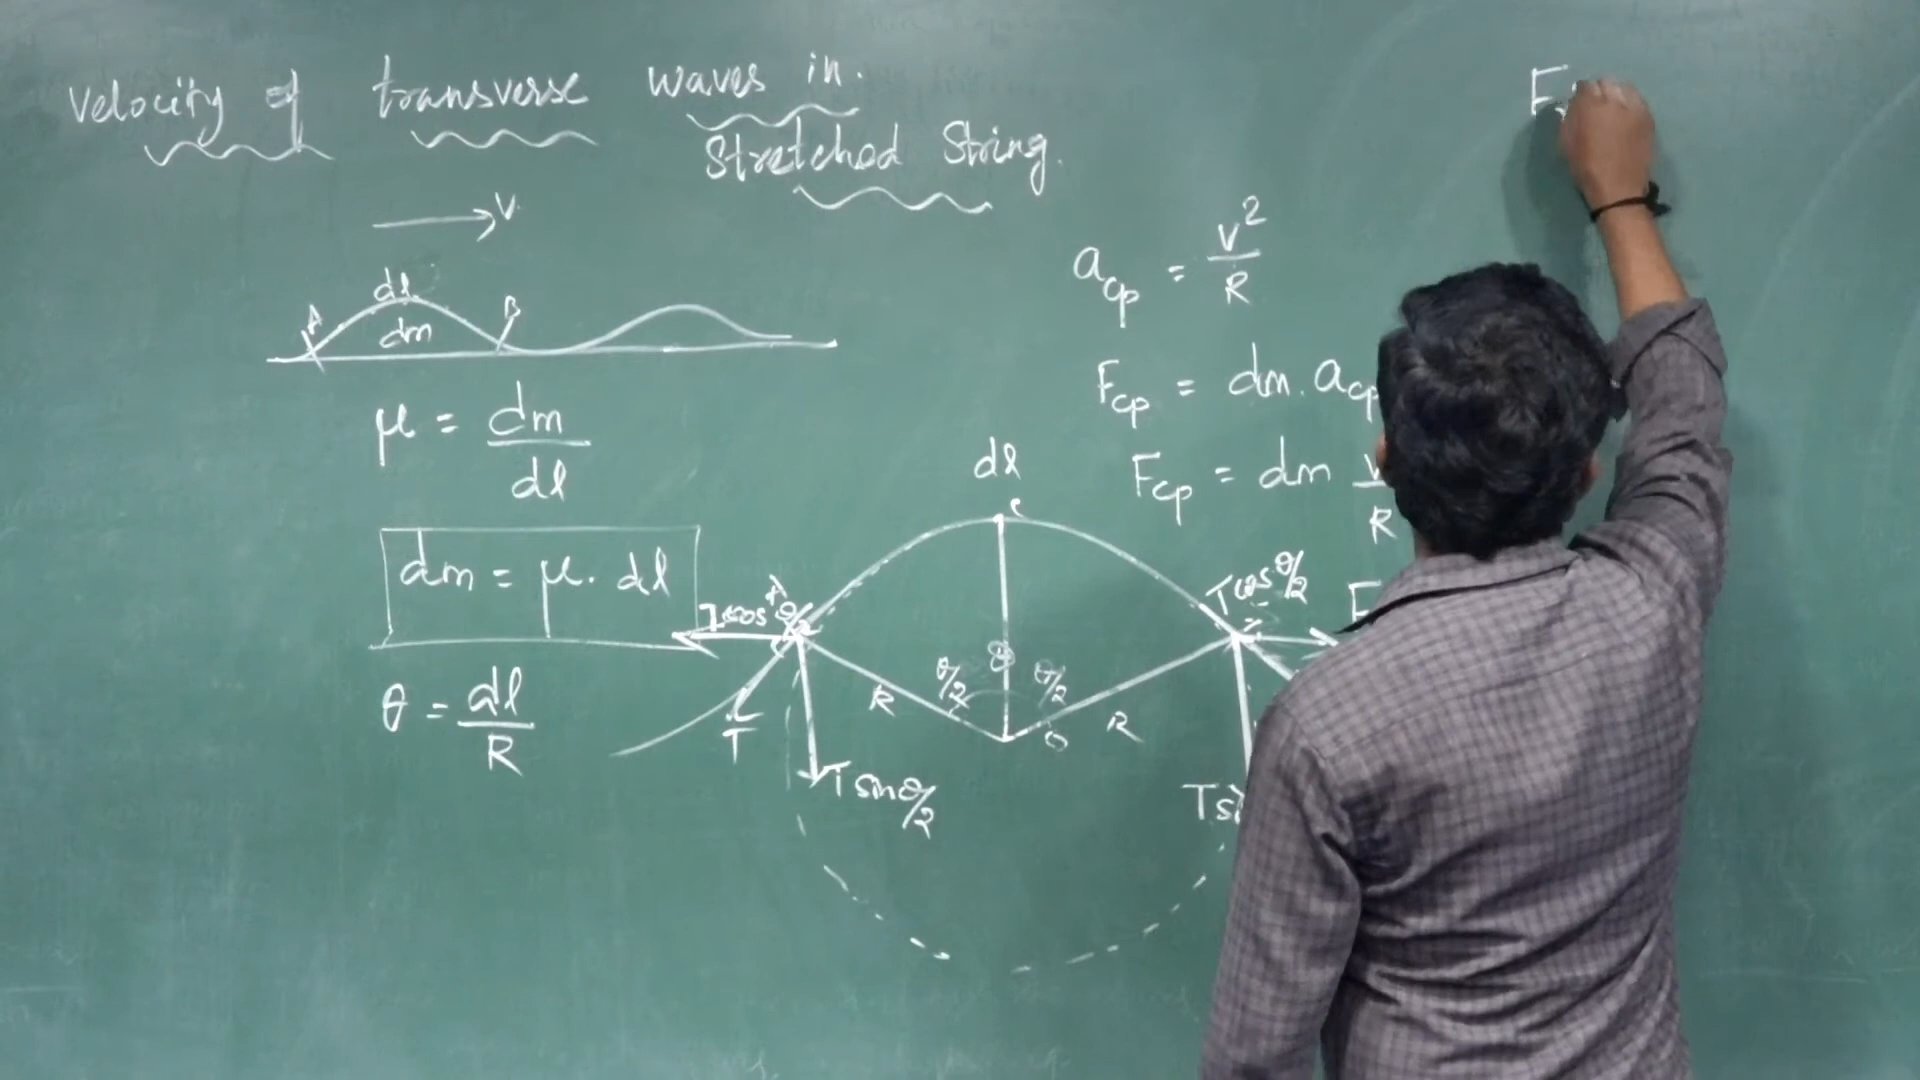 Velocity of transverse waves in
Stretched String.
V
dl
A
B
dm
μ = dm/dl
dm = μ. dl
θ = dl/R
a_cp = v²/R
F_cp = dm. a_cp
F_cp = dm v/R
F
dl
C
A
T cos θ/2
T cos θ/2
θ
θ/2 θ/2
R R
O
T
T sin θ/2
Tsi
F